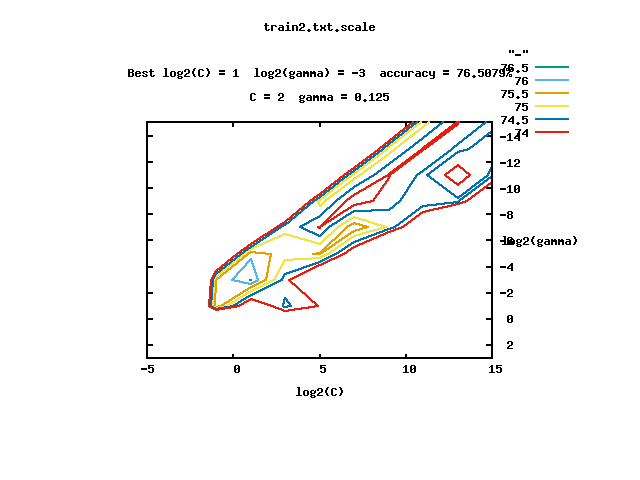 train2.txt.scale
"-"
Best log2(C) = 1  log2(gamma) = -3  accuracy = 76.5079%
76.5
76
75.5
75
74.5
74
C = 2  gamma = 0.125
-14
-12
-10
-8
log2(gamma)
-6
-4
-2
0
2
-5 0 5 10 15
log2(C)